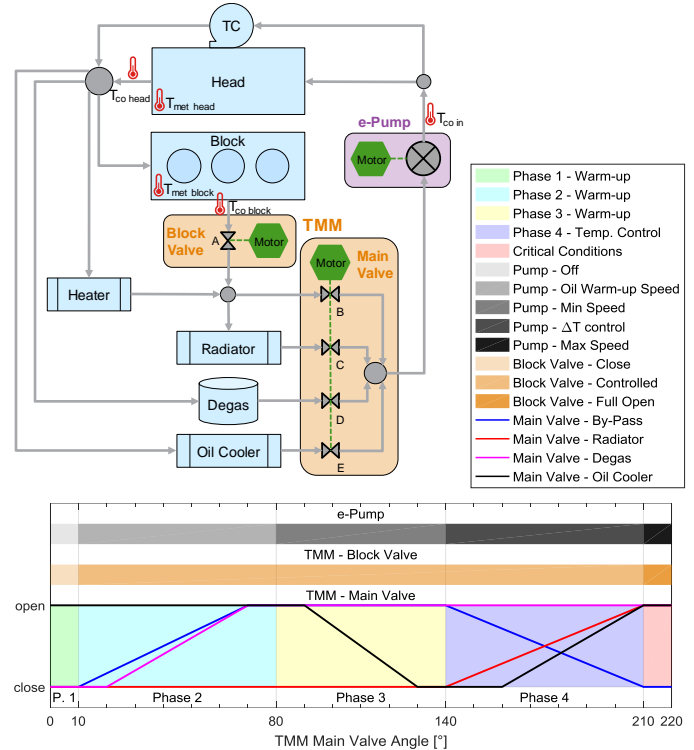 TC
Head
T co head
T met head
T co in
e-Pump
Motor
Block
T met block
T co block
TMM
Block
Valve
A
Motor
Main
Valve
Motor
Heater
B
Radiator
C
Degas
D
Oil Cooler
E
Phase 1 - Warm-up
Phase 2 - Warm-up
Phase 3 - Warm-up
Phase 4 - Temp. Control
Critical Conditions
Pump - Off
Pump - Oil Warm-up Speed
Pump - Min Speed
Pump - ΔT control
Pump - Max Speed
Block Valve - Close
Block Valve - Controlled
Block Valve - Full Open
Main Valve - By-Pass
Main Valve - Radiator
Main Valve - Degas
Main Valve - Oil Cooler
e-Pump
TMM - Block Valve
TMM - Main Valve
open
close
P. 1 Phase 2 Phase 3 Phase 4
0 10 80 140 210 220
TMM Main Valve Angle [°]